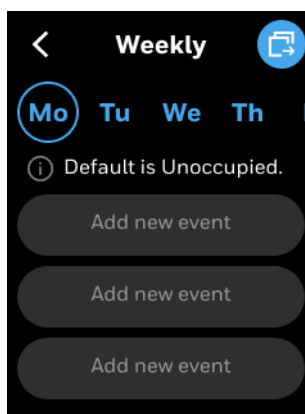 Weekly
Mo Tu We Th
Default is Unoccupied.
Add new event
Add new event
Add new event